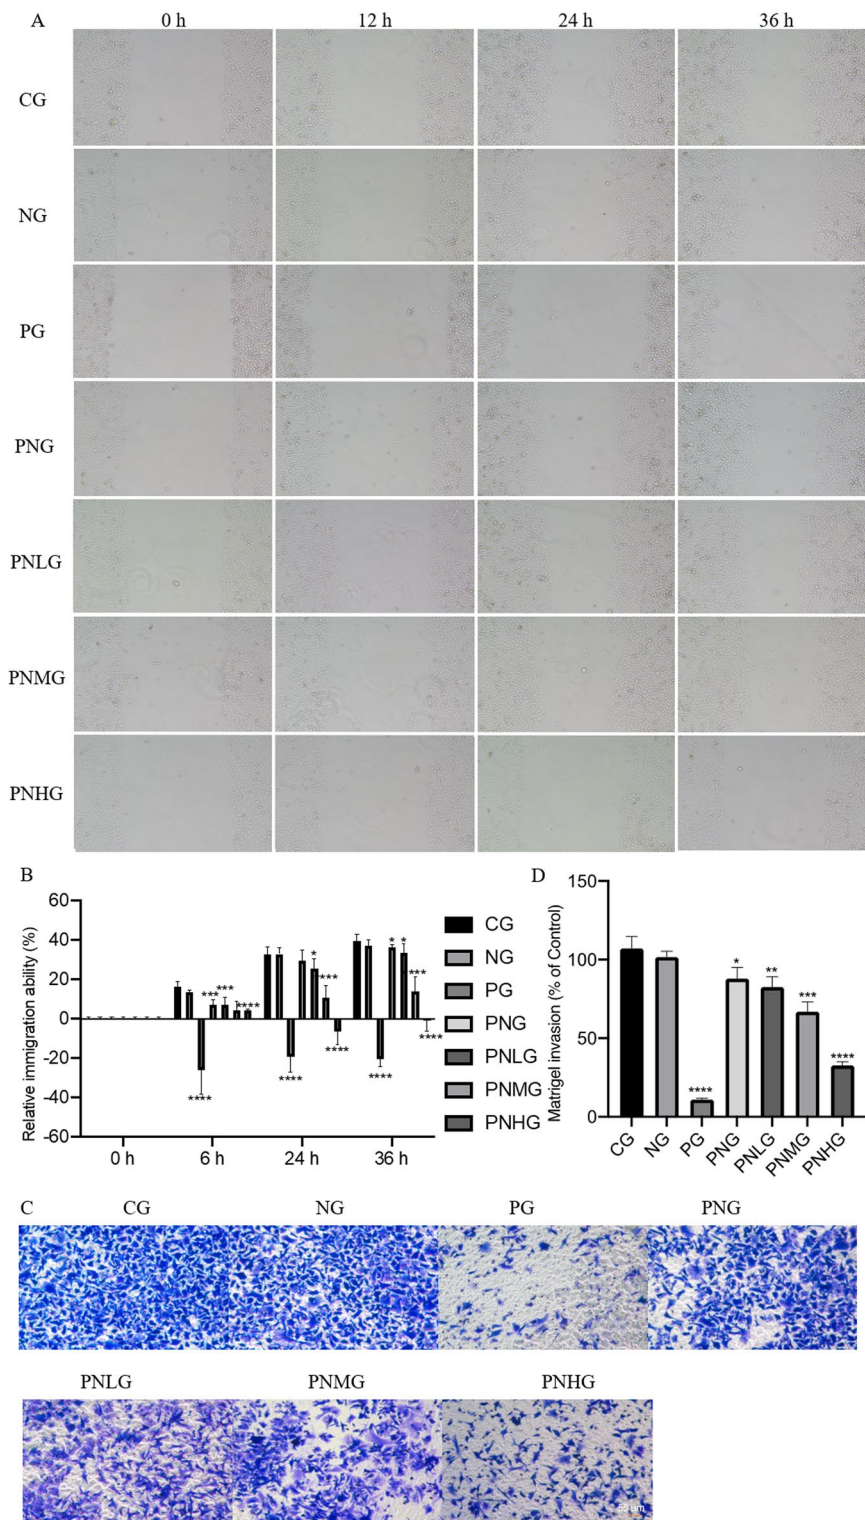 A
0 h 12 h 24 h 36 h
CG
NG
PG
PNG
PNLG
PNMG
PNHG
B
Relative immigration ability (%)
60
40
20
0
-20
-40
-60
0 h 6 h 24 h 36 h
**** *** *** **** **** * *** **** **** * * *** ****
CG
NG
PG
PNG
PNLG
PNMG
PNHG
D
Matrigel invasion (% of Control)
150
100
50
0
**** * ** *** ****
CG NG PG PNG PNLG PNMG PNHG
C
CG NG PG PNG
PNLG PNMG PNHG
50 μm